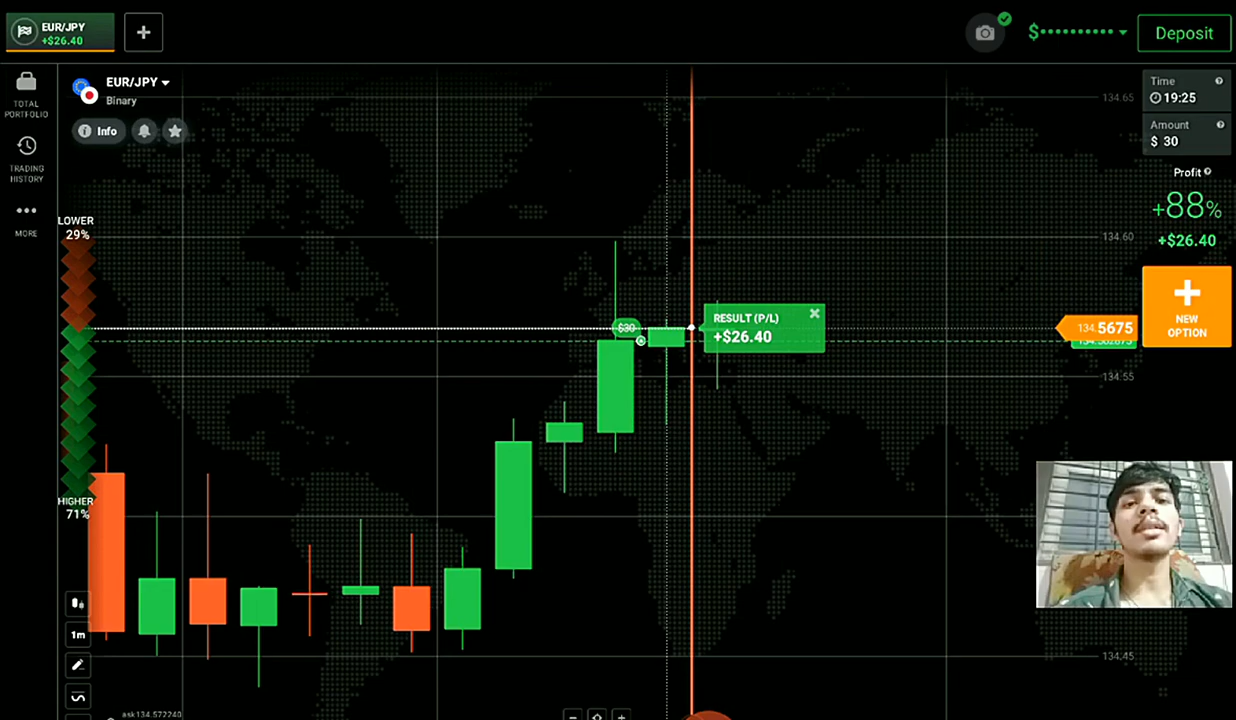 EUR/JPY
+$26.40
+
$
Deposit
TOTAL
PORTFOLIO
TRADING
HISTORY
MORE
EUR/JPY
Binary
Info
LOWER
29%
HIGHER
71%
1m
ask134.572240
$30
RESULT (P/L)
+$26.40
134.65
134.60
134.5675
134.55
134.45
Time
19:25
Amount
$ 30
Profit
+88%
+$26.40
NEW
OPTION